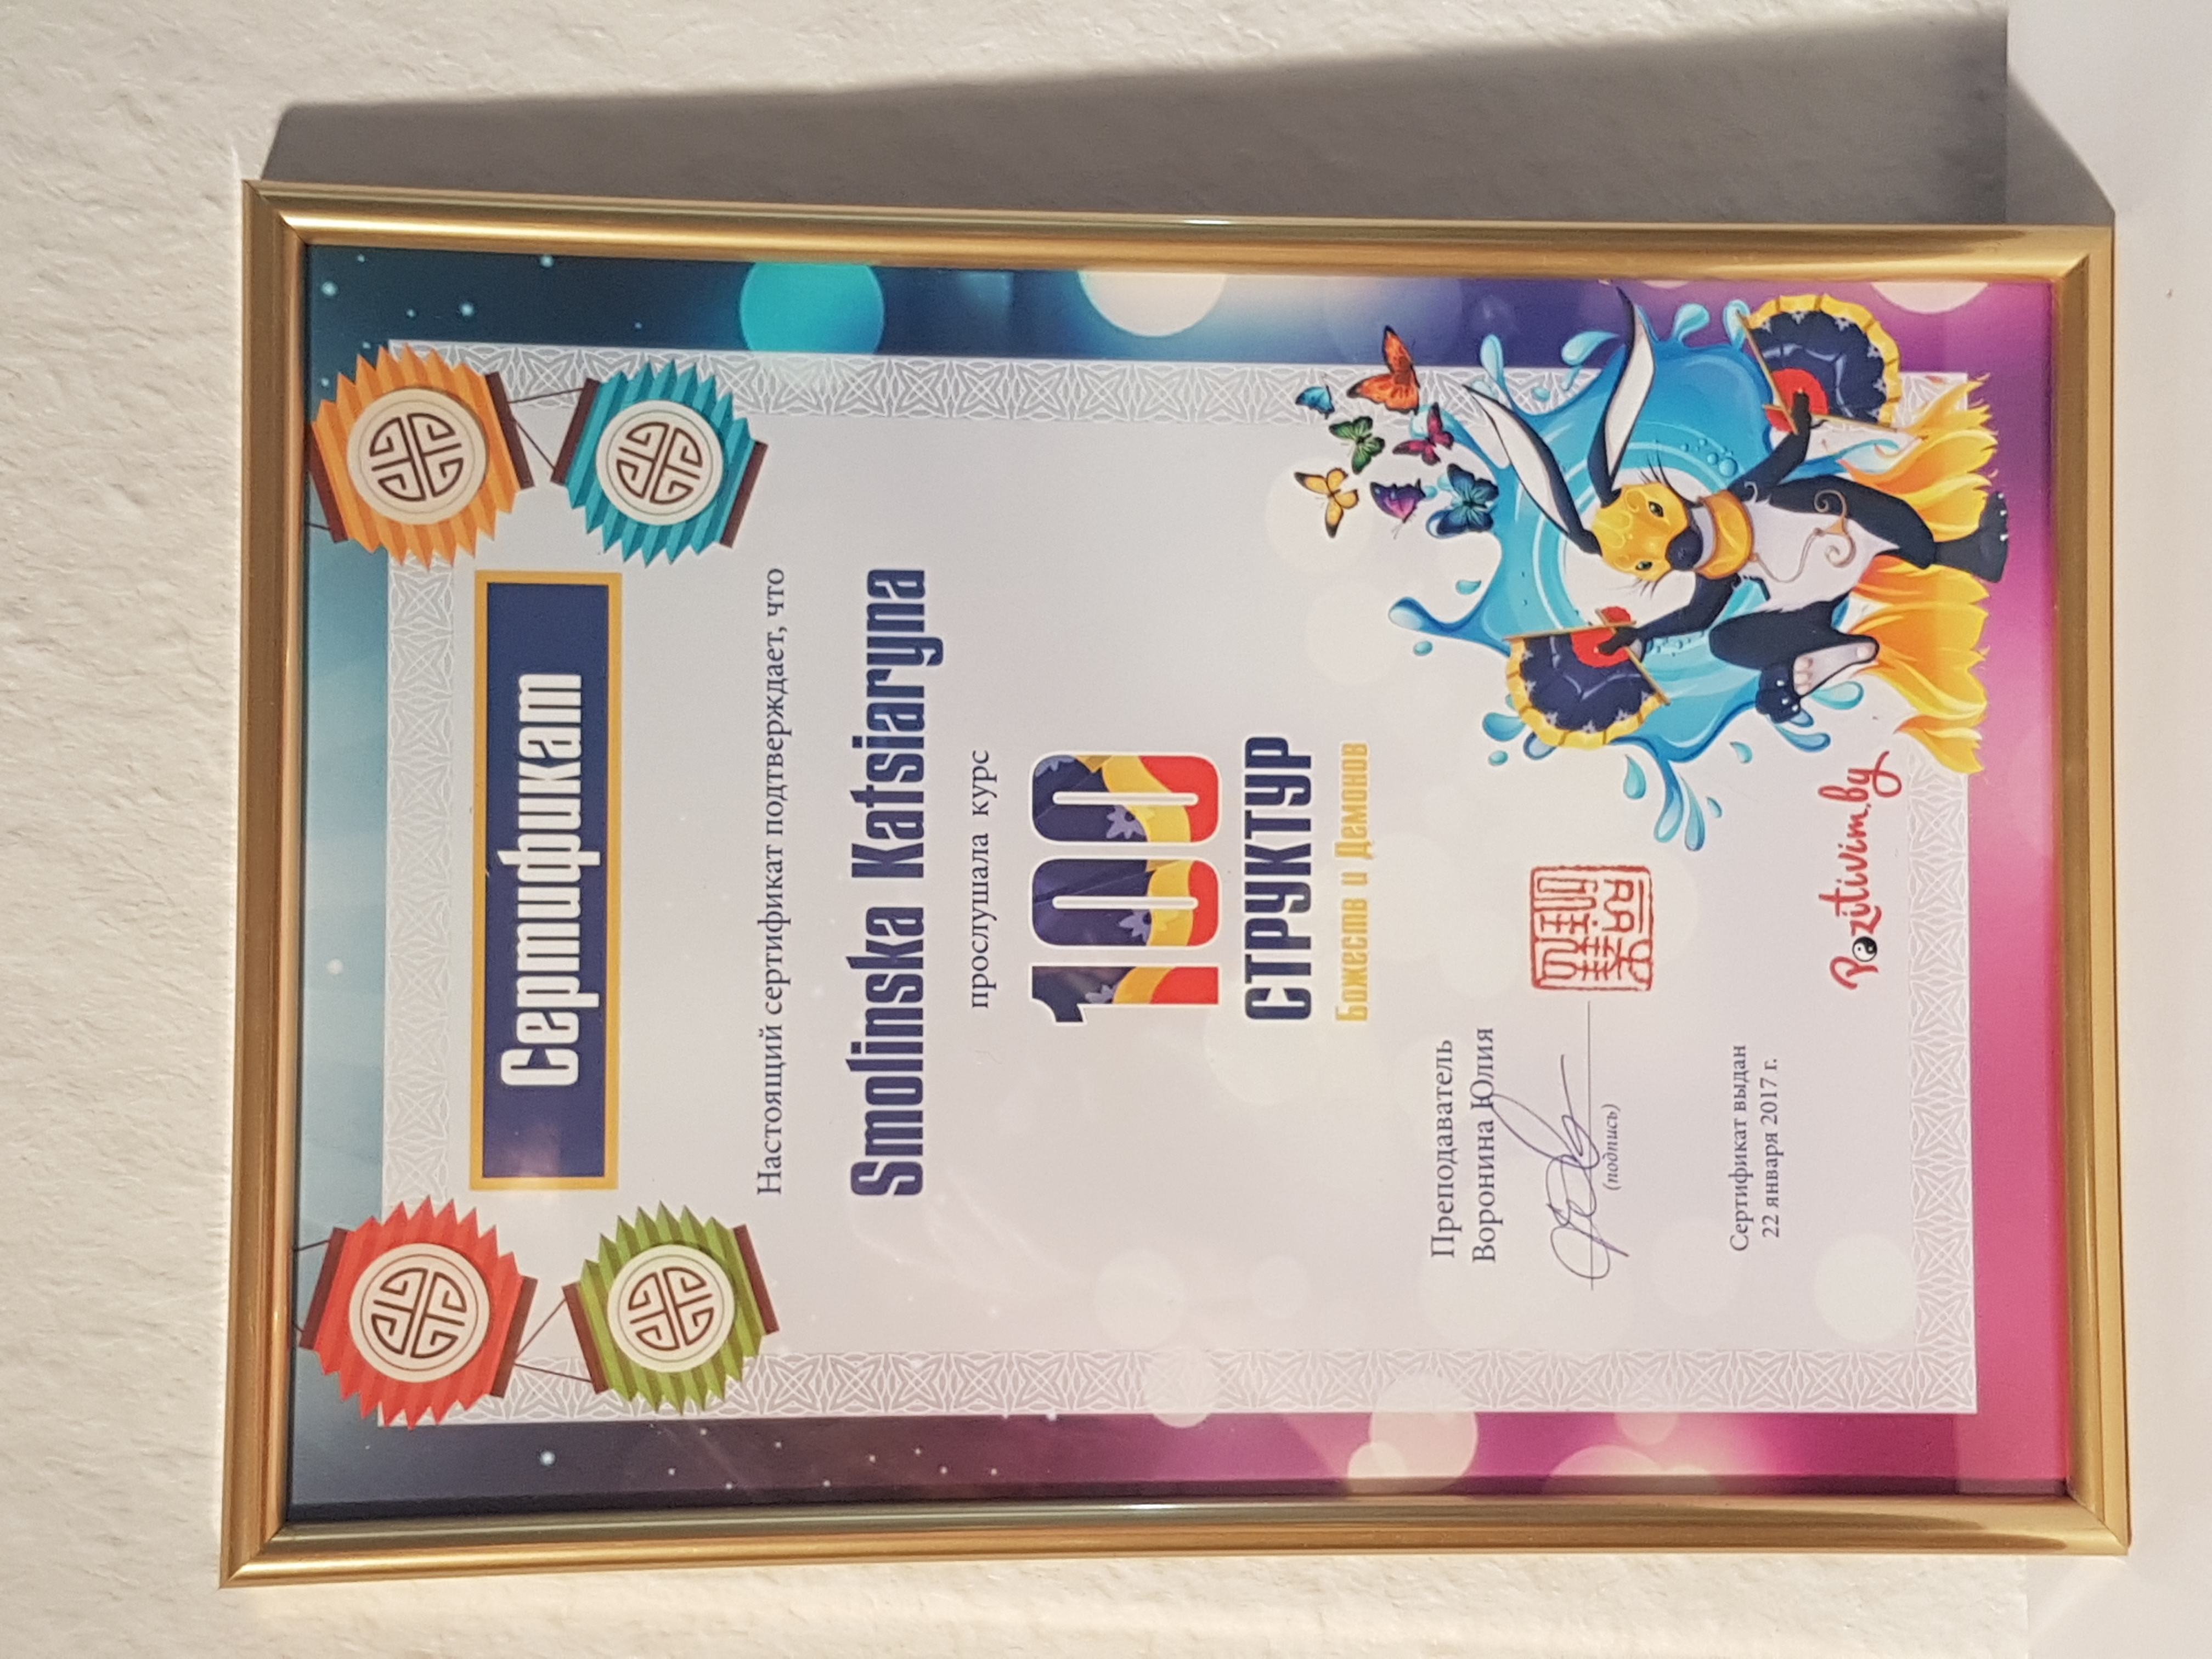 Сертификат
Настоящий сертификат подтверждает, что
Smolinska Katsiaryna
прослушала курс
100
СТРУКТУР
Божеств и Демонов
Преподаватель
Воронина Юлия
(подпись)
Сертификат выдан
22 января 2017 г.
Pozitivim.by